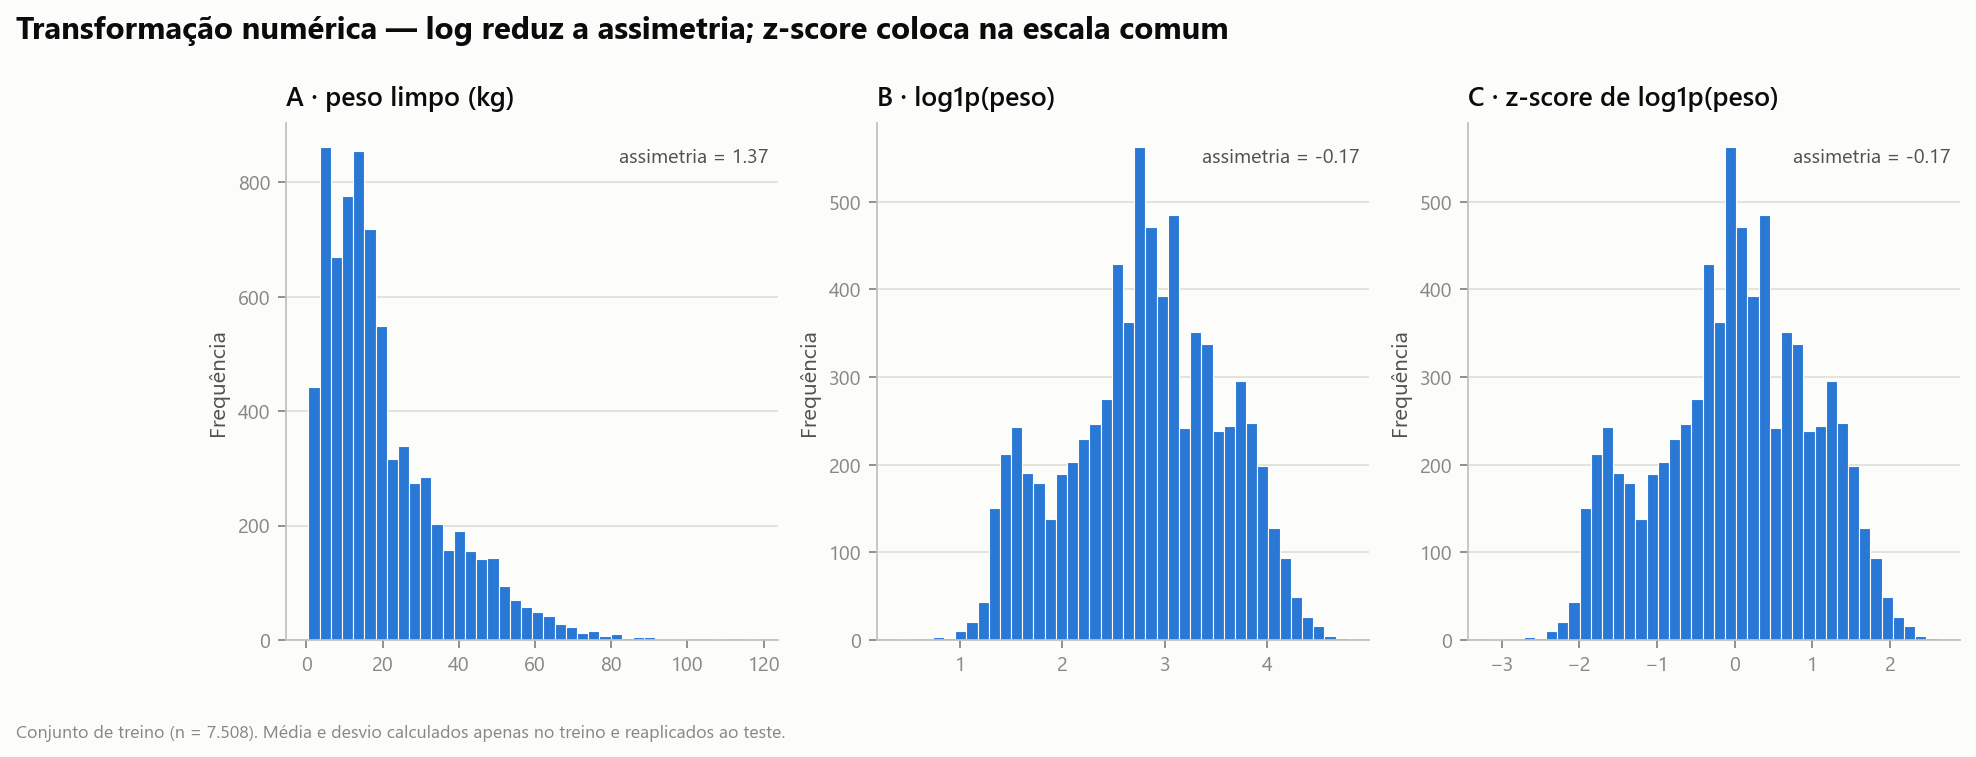 Transformação numérica — log reduz a assimetria; z-score coloca na escala comum
A · peso limpo (kg)
assimetria = 1.37
Frequência
800
600
400
200
0
0 20 40 60 80 100 120
B · log1p(peso)
assimetria = -0.17
Frequência
500
400
300
200
100
0
1 2 3 4
C · z-score de log1p(peso)
assimetria = -0.17
Frequência
500
400
300
200
100
0
−3 −2 −1 0 1 2
Conjunto de treino (n = 7.508). Média e desvio calculados apenas no treino e reaplicados ao teste.